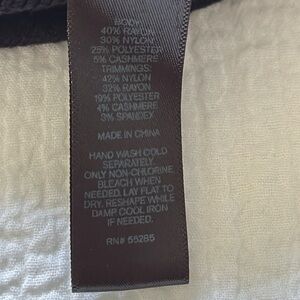 BODY
40% RAYON
30% NYLON
25% POLYESTER
5% CASHMERE
TRIMMINGS:
42% NYLON
32% RAYON
19% POLYESTER
4% CASHMERE
3% SPANDEX
MADE IN CHINA
HAND WASH COLD
SEPARATELY.
ONLY NON-CHLORINE
BLEACH WHEN
NEEDED. LAY FLAT TO
DRY. RESHAPE WHILE
DAMP. COOL IRON
IF NEEDED.
RN# 55285